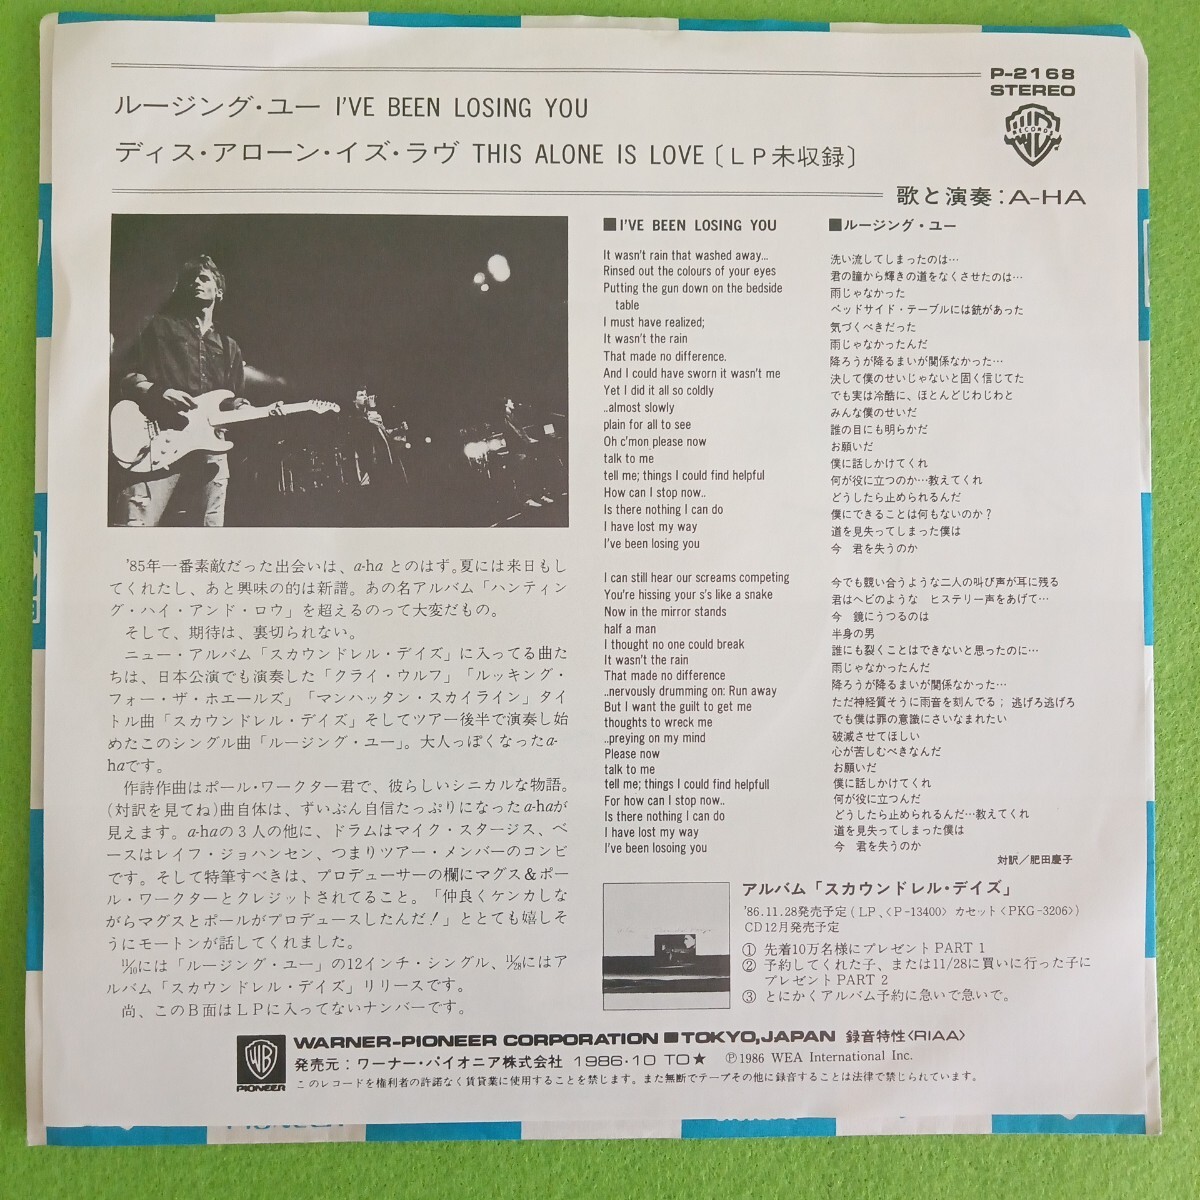 P-2168
STEREO
RECORDS
ルージング・ユー I'VE BEEN LOSING YOU
ディス・アローン・イズ・ラヴ THIS ALONE IS LOVE〔LP未収録〕
歌と演奏：A-HA
'85年一番素敵だった出会いは、a-ha とのはず。夏には来日もし
てくれたし、あと興味の的は新譜。あの名アルバム「ハンティン
グ・ハイ・アンド・ロウ」を超えるのって大変だもの。
そして、期待は、裏切られない。
ニュー・アルバム「スカウンドレル・デイズ」に入ってる曲た
ちは、日本公演でも演奏した「クライ・ウルフ」「ルッキング・
フォー・ザ・ホエールズ」「マンハッタン・スカイライン」タイ
トル曲「スカウンドレル・デイズ」そしてツアー後半で演奏し始
めたこのシングル曲「ルージング・ユー」。大人っぽくなったa-
haです。
作詩作曲はポール・ワークター君で、彼らしいシニカルな物語。
(対訳を見てね)曲自体は、ずいぶん自信たっぷりになったa-haが
見えます。a-haの3人の他に、ドラムはマイク・スタージス、ベ
ースはレイフ・ジョハンセン、つまりツアー・メンバーのコンビ
です。そして特筆すべきは、プロデューサーの欄にマグス&ポー
ル・ワークターとクレジットされてること。「仲良くケンカしな
がらマグスとポールがプロデュースしたんだ！」ととても嬉しそ
うにモートンが話してくれました。
11/10には「ルージング・ユー」の12インチ・シングル、11/28にはア
ルバム「スカウンドレル・デイズ」リリースです。
尚、このB面はLPに入ってないナンバーです。
■I'VE BEEN LOSING YOU
It wasn't rain that washed away...
Rinsed out the colours of your eyes
Putting the gun down on the bedside
table
I must have realized;
It wasn't the rain
That made no difference.
And I could have sworn it wasn't me
Yet I did it all so coldly
..almost slowly
plain for all to see
Oh c'mon please now
talk to me
tell me; things I could find helpful
How can I stop now..
Is there nothing I can do
I have lost my way
I've been losing you
I can still hear our screams competing
You're hissing your s's like a snake
Now in the mirror stands
half a man
I thought no one could break
It wasn't the rain
That made no difference
..nervously drumming on: Run away
But I want the guilt to get me
thoughts to wreck me
..preying on my mind
Please now
talk to me
tell me; things I could find helpfull
For how can I stop now..
Is there nothing I can do
I have lost my way
I've been losoing you
■ルージング・ユー
洗い流してしまったのは…
君の瞳から輝きの道をなくさせたのは…
雨じゃなかった
ベッドサイド・テーブルには銃があった
気づくべきだった
雨じゃなかったんだ
降ろうが降るまいが関係なかった…
決して僕のせいじゃないと固く信じてた
でも実は冷酷に、ほとんどじわじわと
みんな僕のせいだ
誰の目にも明らかだ
お願いだ
僕に話しかけてくれ
何が役に立つのか…教えてくれ
どうしたら止められるんだ
僕にできることは何もないのか？
道を見失ってしまった僕は
今 君を失うのか
今でも競い合うような二人の叫び声が耳に残る
君はヘビのような ヒステリー声をあげて…
今 鏡にうつるのは
半身の男
誰にも裂くことはできないと思ったのに…
雨じゃなかったんだ
降ろうが降るまいが関係なかった…
ただ神経質そうに雨音を刻んでる；逃げろ逃げろ
でも僕は罪の意識にさいなまれたい
破滅させてほしい
心が苦しむべきなんだ
お願いだ
僕に話しかけてくれ
何が役に立つんだ
どうしたら止められるんだ…教えてくれ
道を見失ってしまった僕は
今 君を失うのか
対訳／肥田慶子
アルバム「スカウンドレル・デイズ」
'86.11.28発売予定(LP、〈P-13400〉カセット〈PKG-3206〉)
CD12月発売予定
① 先着10万名様にプレゼントPART 1
② 予約してくれた子、または11/28に買いに行った子に
プレゼントPART 2
③ とにかくアルバム予約に急いで急いで。
PIONEER
WARNER-PIONEER CORPORATION ■ TOKYO, JAPAN 録音特性〈RIAA〉
発売元：ワーナー・パイオニア株式会社 1986・10 TO★ Ⓟ1986 WEA International Inc.
このレコードを権利者の許諾なく賃貸業に使用することを禁じます。また無断でテープその他に録音することは法律で禁じられています。